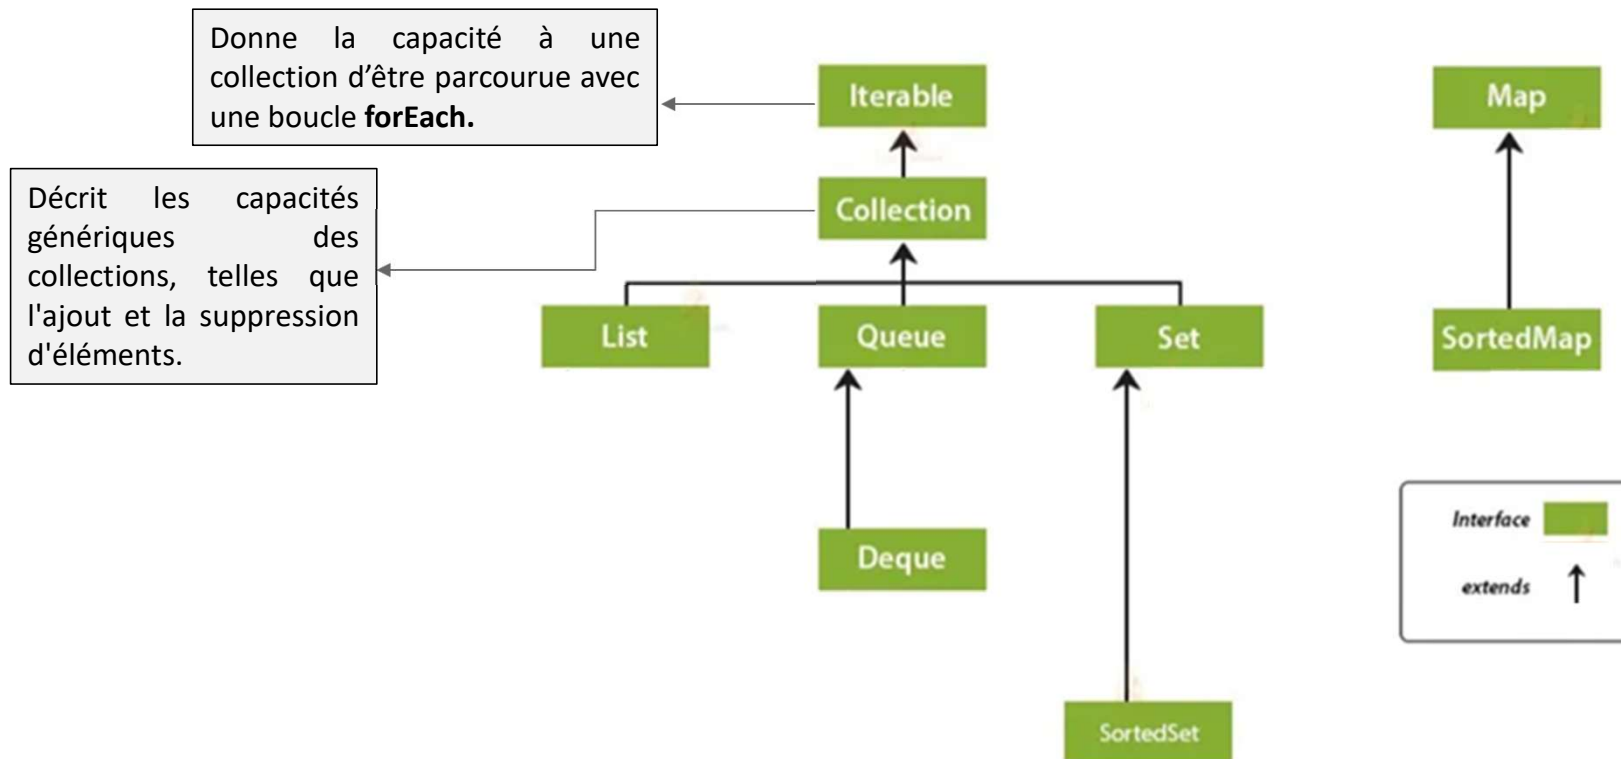 Donne la capacité à une
collection d’être parcourue avec
une boucle forEach.
Iterable
Map
Décrit les capacités
génériques des
collections, telles que
l'ajout et la suppression
d'éléments.
Collection
List
Queue
Set
SortedMap
Interface
extends
Deque
SortedSet